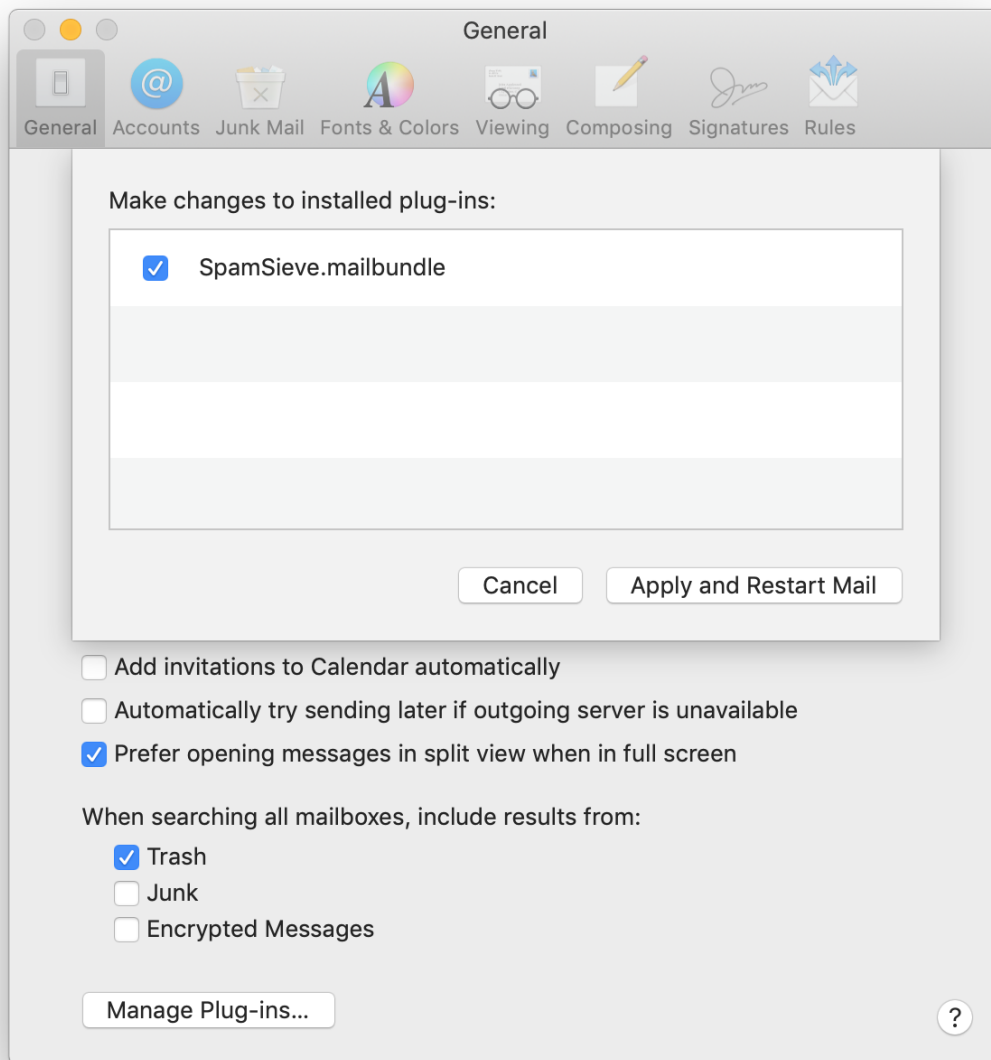 General
General Accounts Junk Mail Fonts & Colors Viewing Composing Signatures Rules
Make changes to installed plug-ins:
SpamSieve.mailbundle
Cancel Apply and Restart Mail
Add invitations to Calendar automatically
Automatically try sending later if outgoing server is unavailable
Prefer opening messages in split view when in full screen
When searching all mailboxes, include results from:
Trash
Junk
Encrypted Messages
Manage Plug-ins...
?